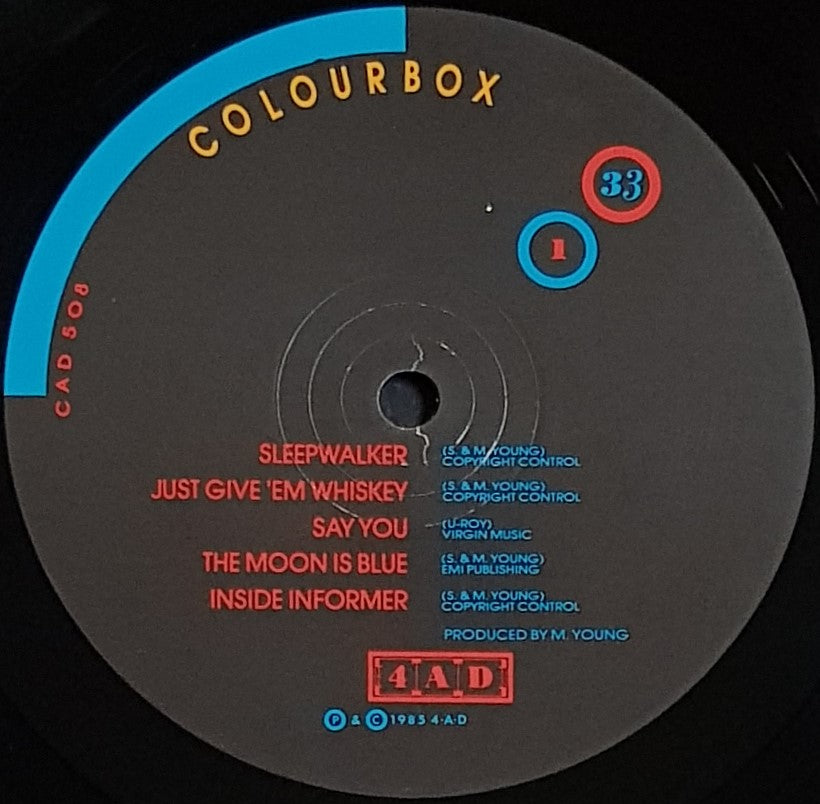 COLOURBOX
33
1
CAD 508
SLEEPWALKER (S. & M. YOUNG) COPYRIGHT CONTROL
JUST GIVE 'EM WHISKEY (S. & M. YOUNG) COPYRIGHT CONTROL
SAY YOU (U-ROY) VIRGIN MUSIC
THE MOON IS BLUE (S. & M. YOUNG) EMI PUBLISHING
INSIDE INFORMER (S. & M. YOUNG) COPYRIGHT CONTROL
PRODUCED BY M. YOUNG
4AD
Ⓟ & © 1985 4·A·D